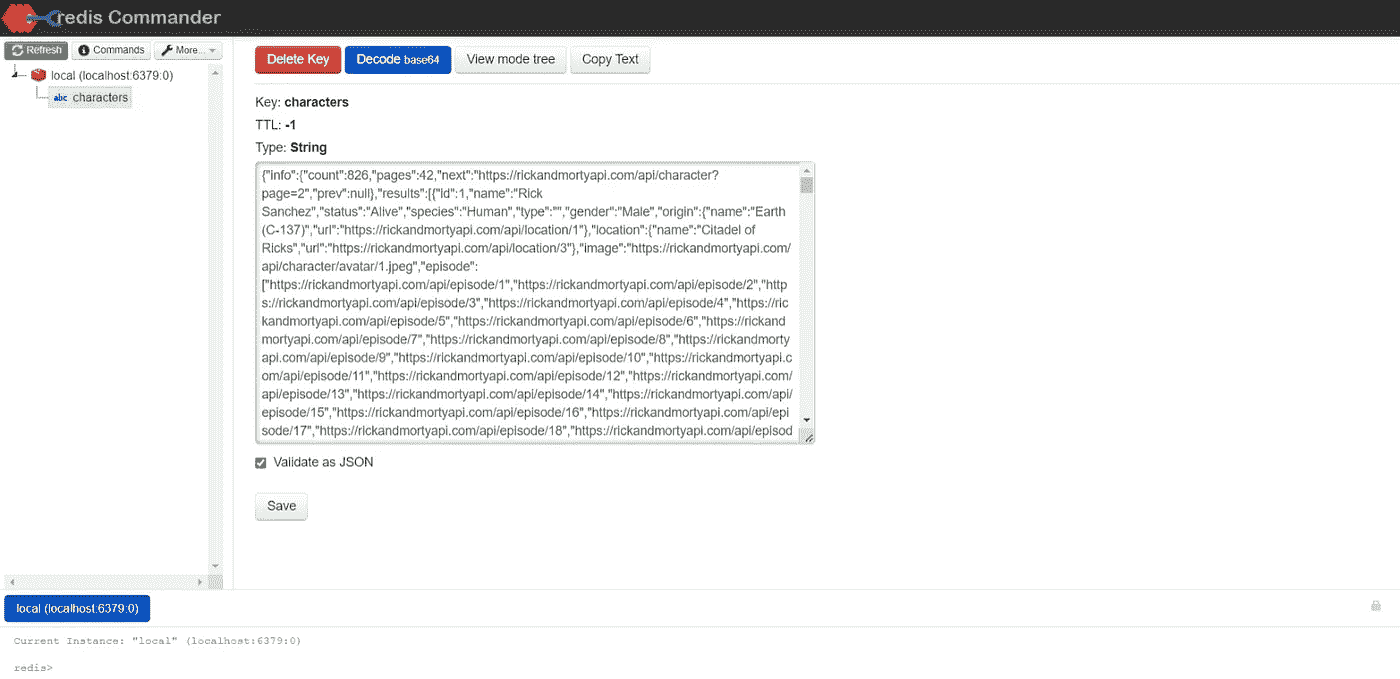 redis Commander
Refresh Commands More...
local (localhost:6379:0)
abc characters
Delete Key Decode base64 View mode tree Copy Text
Key: characters
TTL: -1
Type: String
{"info":{"count":826,"pages":42,"next":"https://rickandmortyapi.com/api/character?
page=2","prev":null},"results":[{"id":1,"name":"Rick
Sanchez","status":"Alive","species":"Human","type":"","gender":"Male","origin":{"name":"Earth
(C-137)","url":"https://rickandmortyapi.com/api/location/1"},"location":{"name":"Citadel of
Ricks","url":"https://rickandmortyapi.com/api/location/3"},"image":"https://rickandmortyapi.com/
api/character/avatar/1.jpeg","episode":
["https://rickandmortyapi.com/api/episode/1","https://rickandmortyapi.com/api/episode/2","http
s://rickandmortyapi.com/api/episode/3","https://rickandmortyapi.com/api/episode/4","https://ric
kandmortyapi.com/api/episode/5","https://rickandmortyapi.com/api/episode/6","https://rickand
mortyapi.com/api/episode/7","https://rickandmortyapi.com/api/episode/8","https://rickandmorty
api.com/api/episode/9","https://rickandmortyapi.com/api/episode/10","https://rickandmortyapi.c
om/api/episode/11","https://rickandmortyapi.com/api/episode/12","https://rickandmortyapi.com/
api/episode/13","https://rickandmortyapi.com/api/episode/14","https://rickandmortyapi.com/api/
episode/15","https://rickandmortyapi.com/api/episode/16","https://rickandmortyapi.com/api/epi
sode/17","https://rickandmortyapi.com/api/episode/18","https://rickandmortyapi.com/api/episod
Validate as JSON
Save
local (localhost:6379:0)
Current Instance: "local" (localhost:6379:0)
redis>